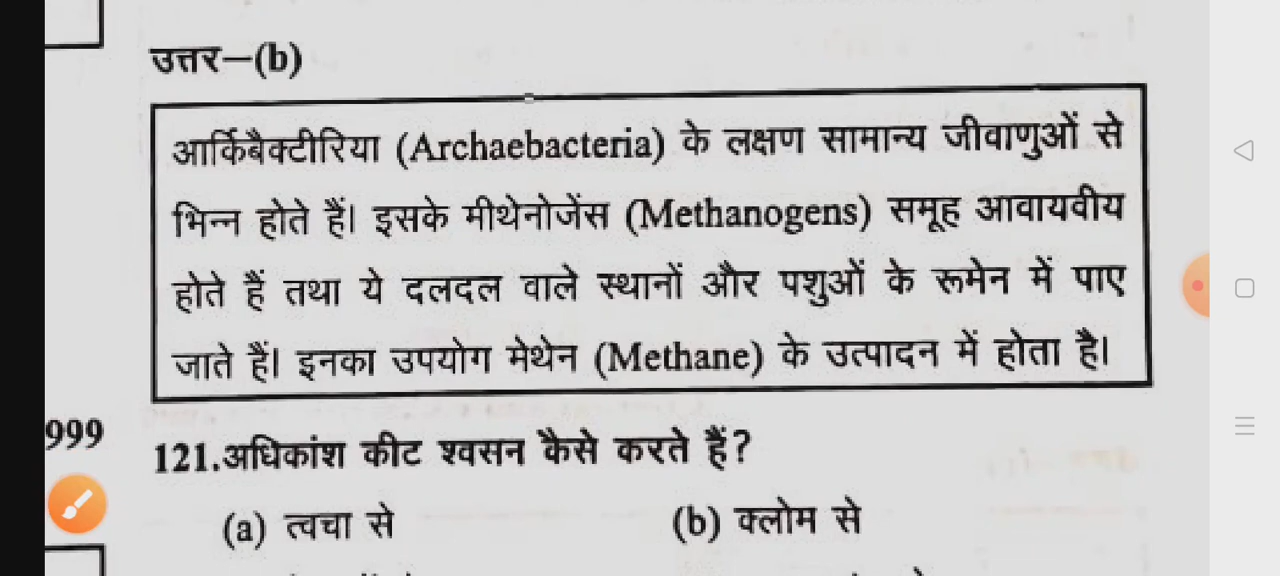 उत्तर–(b)
आर्किबैक्टीरिया (Archaebacteria) के लक्षण सामान्य जीवाणुओं से
भिन्न होते हैं। इसके मीथेनोजेंस (Methanogens) समूह आवायवीय
होते हैं तथा ये दलदल वाले स्थानों और पशुओं के रूमेन में पाए
जाते हैं। इनका उपयोग मेथेन (Methane) के उत्पादन में होता है।
999
121.अधिकांश कीट श्वसन कैसे करते हैं?
(a) त्वचा से (b) क्लोम से